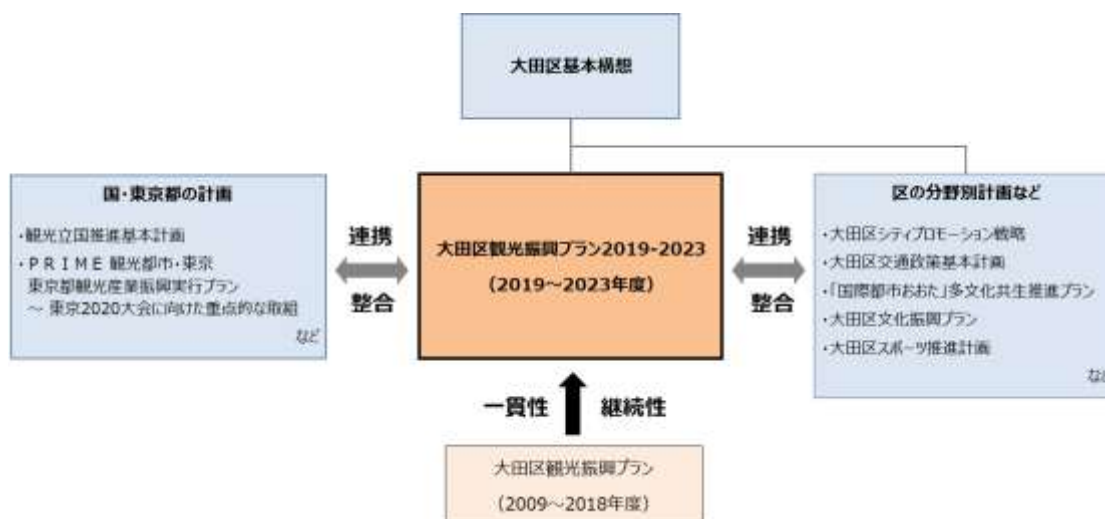 大田区基本構想
国・東京都の計画
・観光立国推進基本計画
・ＰＲＩＭＥ 観光都市・東京
東京都観光産業振興実行プラン
～ 東京2020大会に向けた重点的な取組
など
連携
整合
大田区観光振興プラン2019-2023
（2019～2023年度）
連携
整合
区の分野別計画など
・大田区シティプロモーション戦略
・大田区交通政策基本計画
・「国際都市おおた」多文化共生推進プラン
・大田区文化振興プラン
・大田区スポーツ推進計画
など
一貫性 継続性
大田区観光振興プラン
（2009～2018年度）